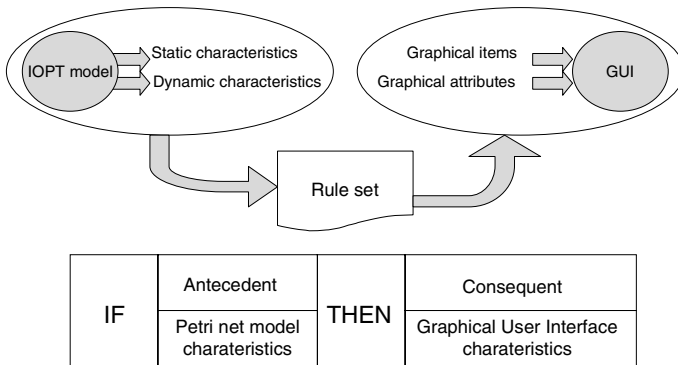 IOPT model
Static characteristics
Dynamic characteristics
Graphical items
Graphical attributes
GUI
Rule set
IF
Antecedent
Petri net model
charateristics
THEN
Consequent
Graphical User Interface
charateristics